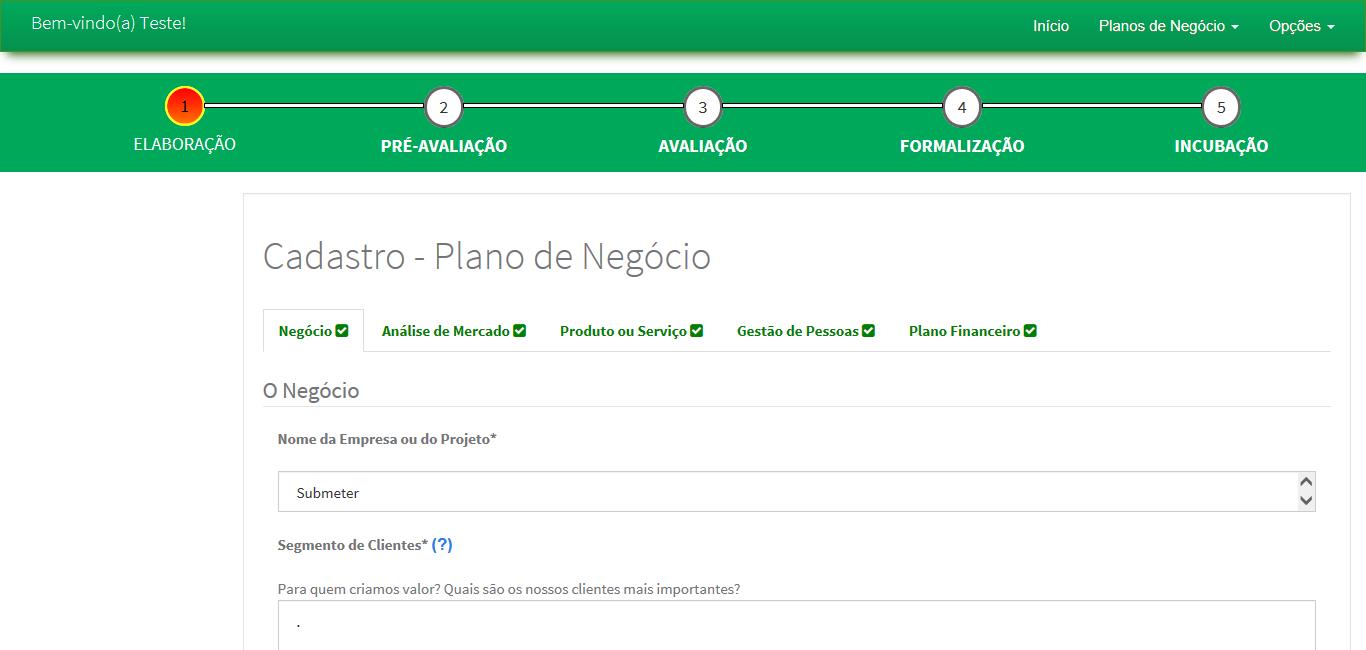 Bem-vindo(a) Teste!
Início
Planos de Negócio
Opções
1
2
3
4
5
ELABORAÇÃO
PRÉ-AVALIAÇÃO
AVALIAÇÃO
FORMALIZAÇÃO
INCUBAÇÃO
Cadastro - Plano de Negócio
Negócio
Análise de Mercado
Produto ou Serviço
Gestão de Pessoas
Plano Financeiro
O Negócio
Nome da Empresa ou do Projeto*
Submeter
Segmento de Clientes* (?)
Para quem criamos valor? Quais são os nossos clientes mais importantes?
.